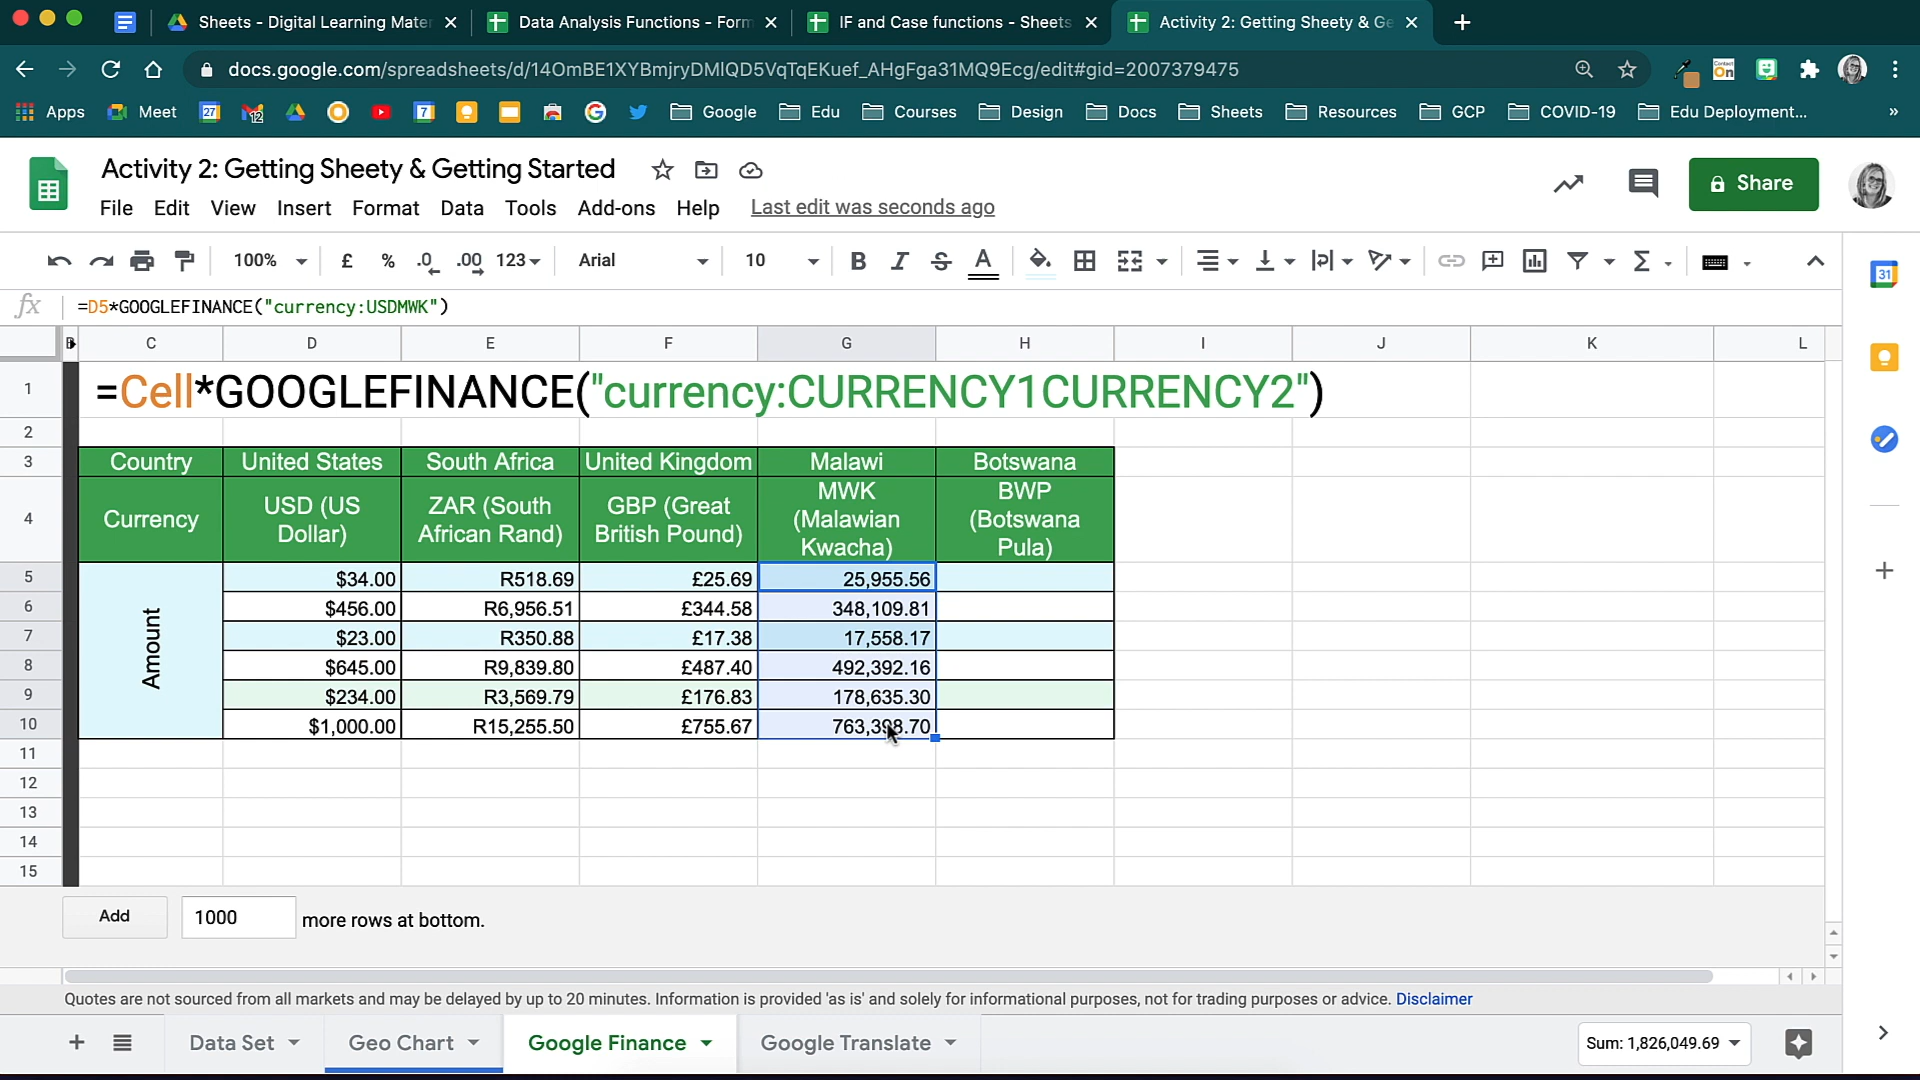 Sheets - Digital Learning Mater
Data Analysis Functions - Form
IF and Case functions - Sheets
Activity 2: Getting Sheety & Ge
Apps
Meet
Google
Edu
Courses
Design
Docs
Sheets
Resources
GCP
COVID-19
Edu Deployment...
»
Activity 2: Getting Sheety & Getting Started
Share
File Edit View Insert Format Data Tools Add-ons Help Last edit was seconds ago
100% £ % .0 .00 123 Arial 10 B I S A Σ
fx =D5*GOOGLEFINANCE("currency:USDMWK")
C D E F G H I J K L
1 =Cell*GOOGLEFINANCE("currency:CURRENCY1CURRENCY2")
2
3 Country United States South Africa United Kingdom Malawi Botswana
4 Currency USD (US Dollar) ZAR (South African Rand) GBP (Great British Pound) MWK (Malawian Kwacha) BWP (Botswana Pula)
Amount
5 $34.00 R518.69 £25.69 25,955.56
6 $456.00 R6,956.51 £344.58 348,109.81
7 $23.00 R350.88 £17.38 17,558.17
8 $645.00 R9,839.80 £487.40 492,392.16
9 $234.00 R3,569.79 £176.83 178,635.30
10 $1,000.00 R15,255.50 £755.67
11
12
13
14
15
Add 1000 more rows at bottom.
Quotes are not sourced from all markets and may be delayed by up to 20 minutes. Information is provided 'as is' and solely for informational purposes, not for trading purposes or advice. Disclaimer
Data Set Geo Chart Google Finance Google Translate Sum: 1,826,049.69